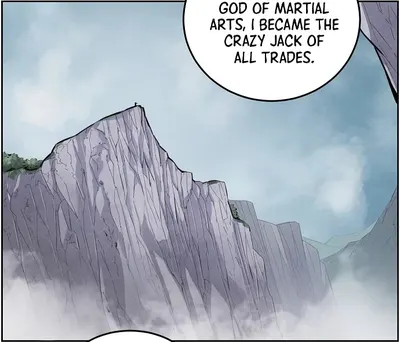 GOD OF MARTIAL
ARTS, I BECAME THE
CRAZY JACK OF
ALL TRADES.